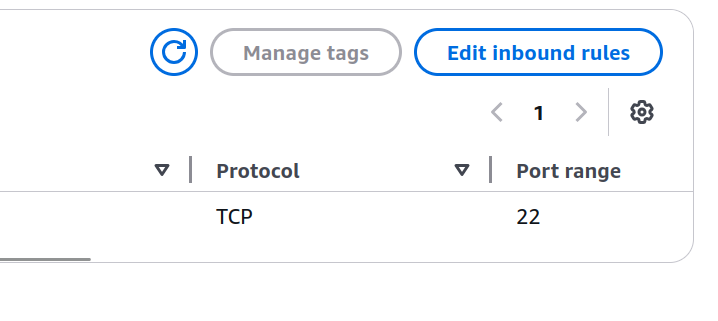 Manage tags Edit inbound rules
1
Protocol Port range
TCP 22